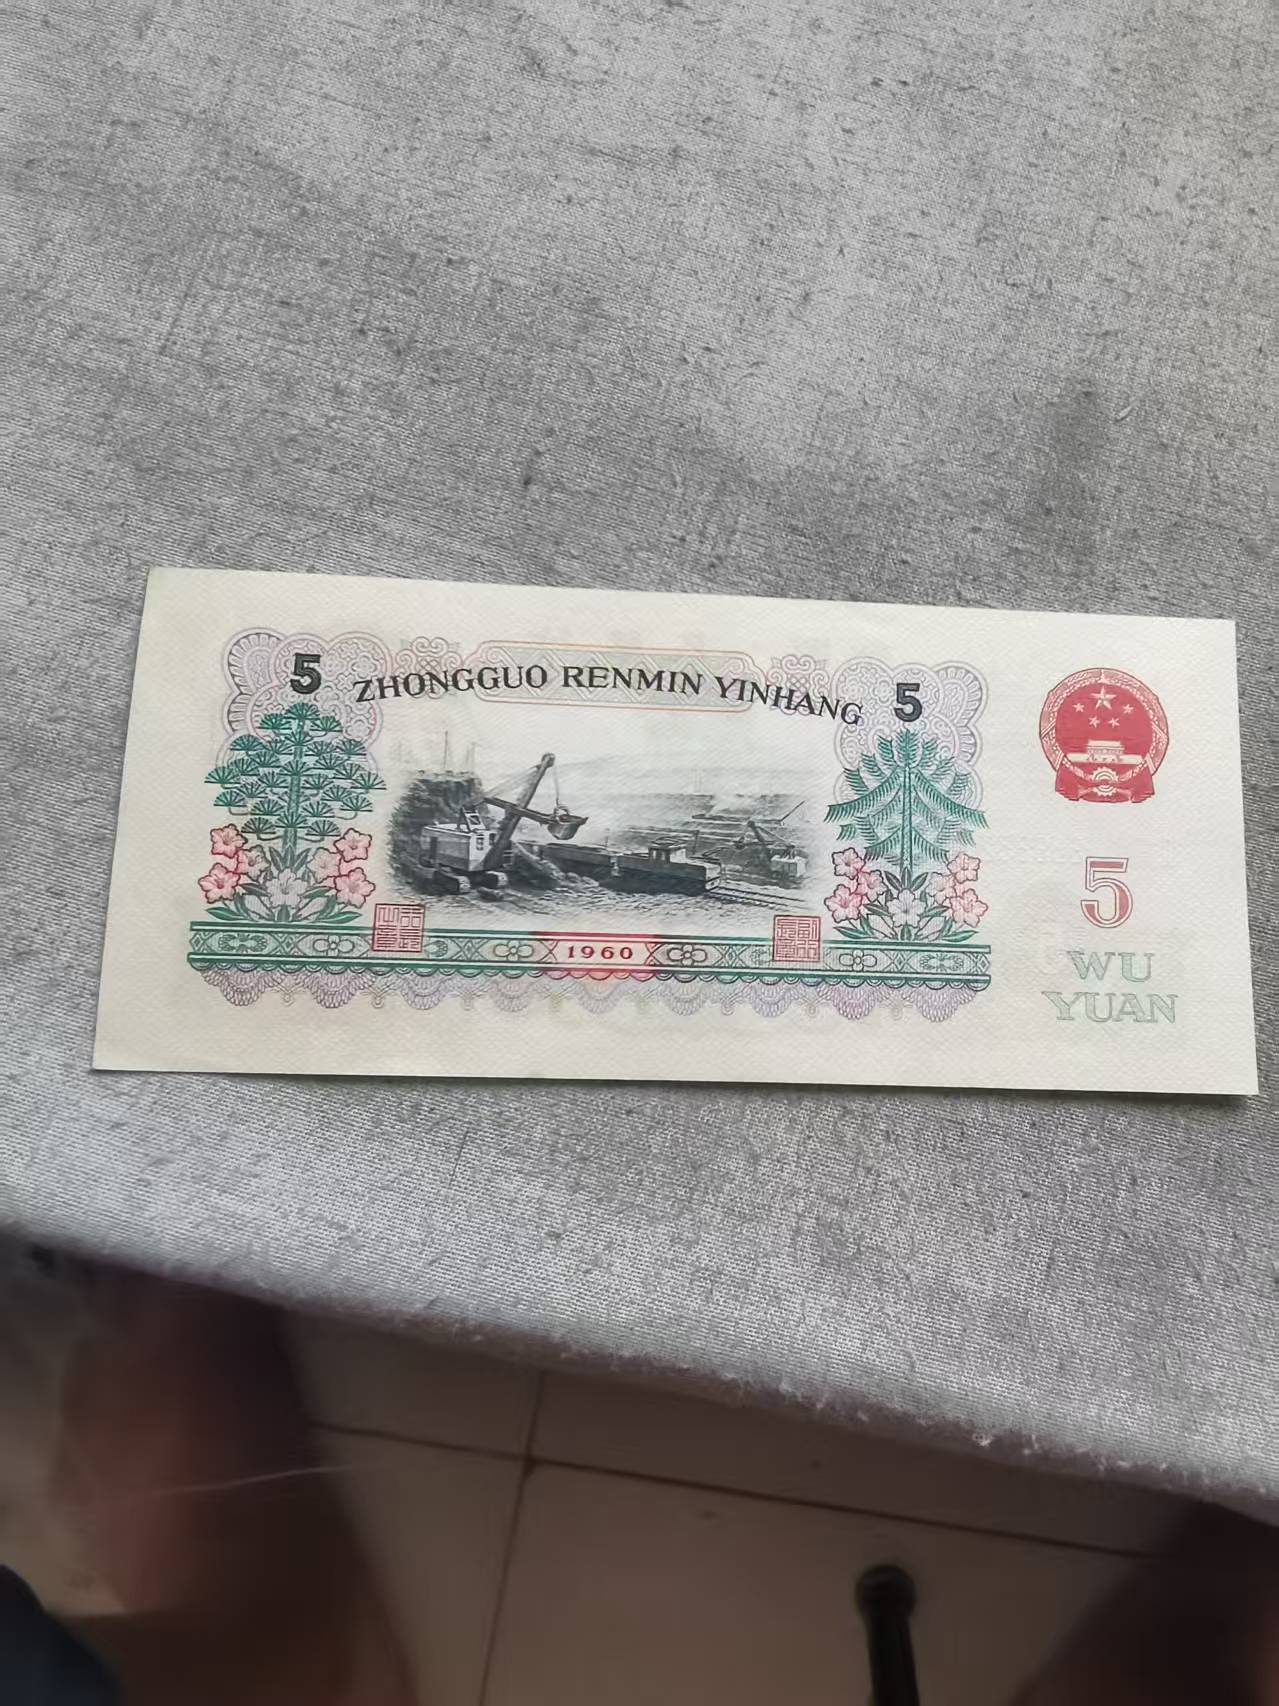 5 ZHONGGUO RENMIN YINHANG 5
1960
5
WU
YUAN